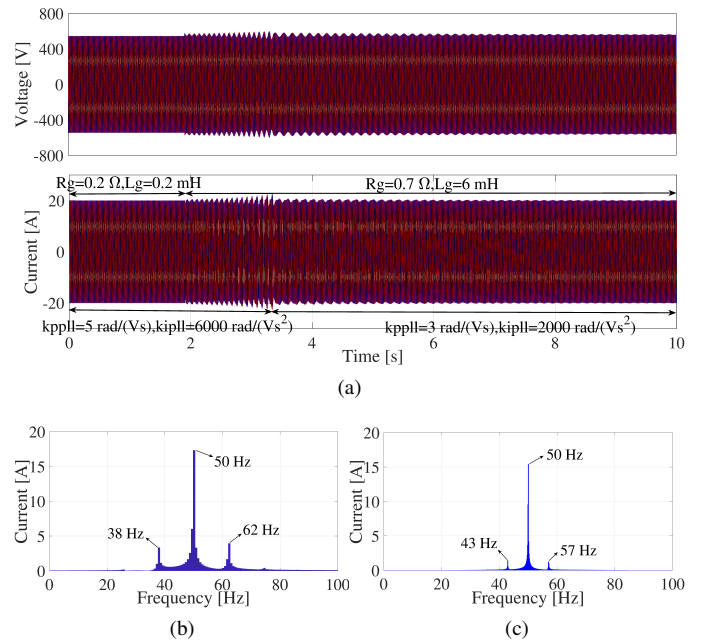 800
400
0
-400
-800
Voltage [V]
Rg=0.2 Ω,Lg=0.2 mH
Rg=0.7 Ω,Lg=6 mH
20
0
-20
Current [A]
kppll=5 rad/(Vs),kipll=6000 rad/(Vs²)
kppll=3 rad/(Vs),kipll=2000 rad/(Vs²)
0 2 4 6 8 10
Time [s]
(a)
20
15
10
5
0
Current [A]
50 Hz
38 Hz
62 Hz
0 20 40 60 80 100
Frequency [Hz]
(b)
20
15
10
5
0
Current [A]
50 Hz
43 Hz
57 Hz
0 20 40 60 80 100
Frequency [Hz]
(c)